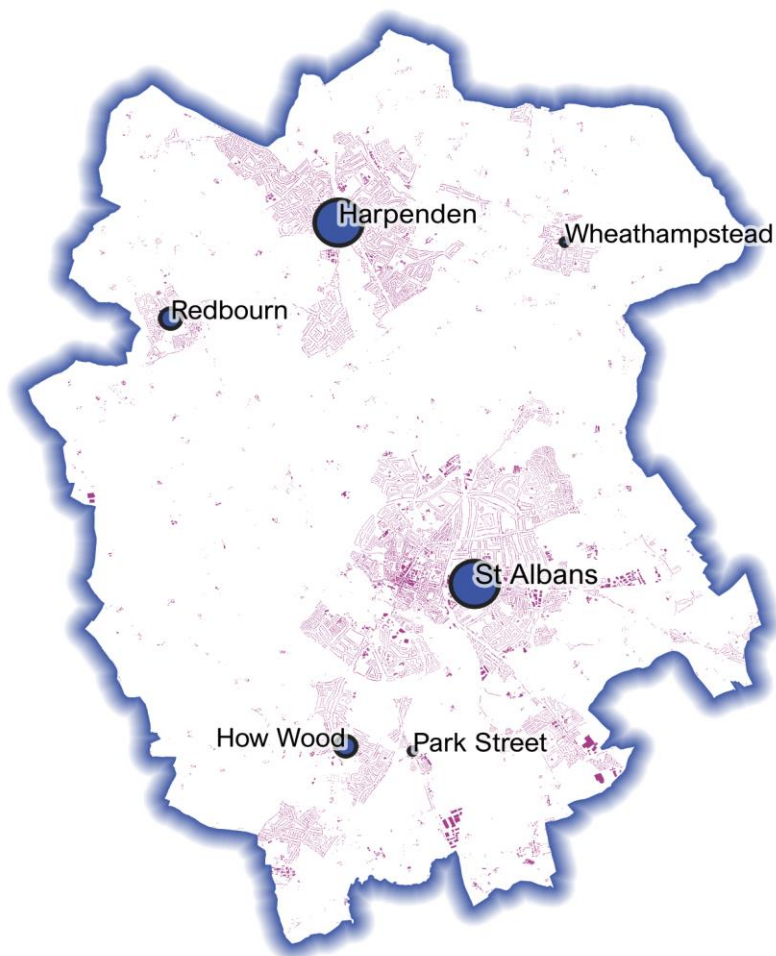 Harpenden
Wheathampstead
Redbourn
St Albans
How Wood
Park Street